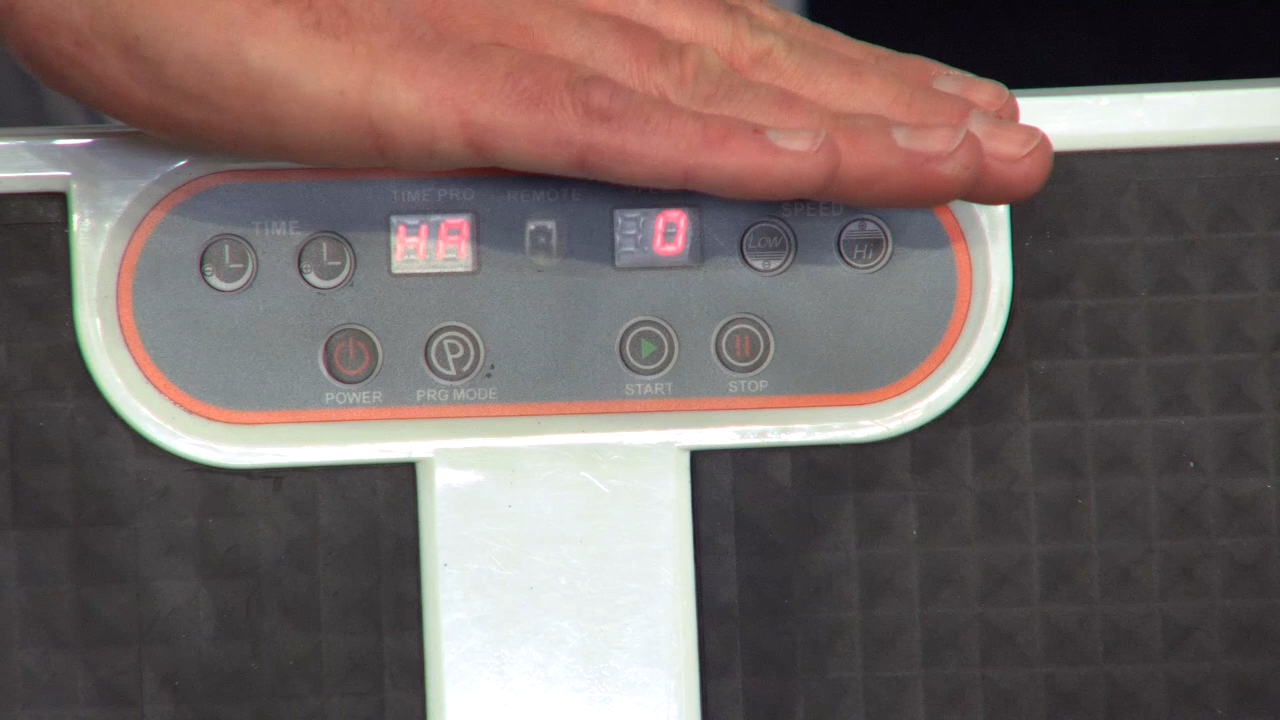 TIME
TIME PRO
REMOTE
SPEED
HA
0
Low
Hi
POWER
PRG MODE
START
STOP